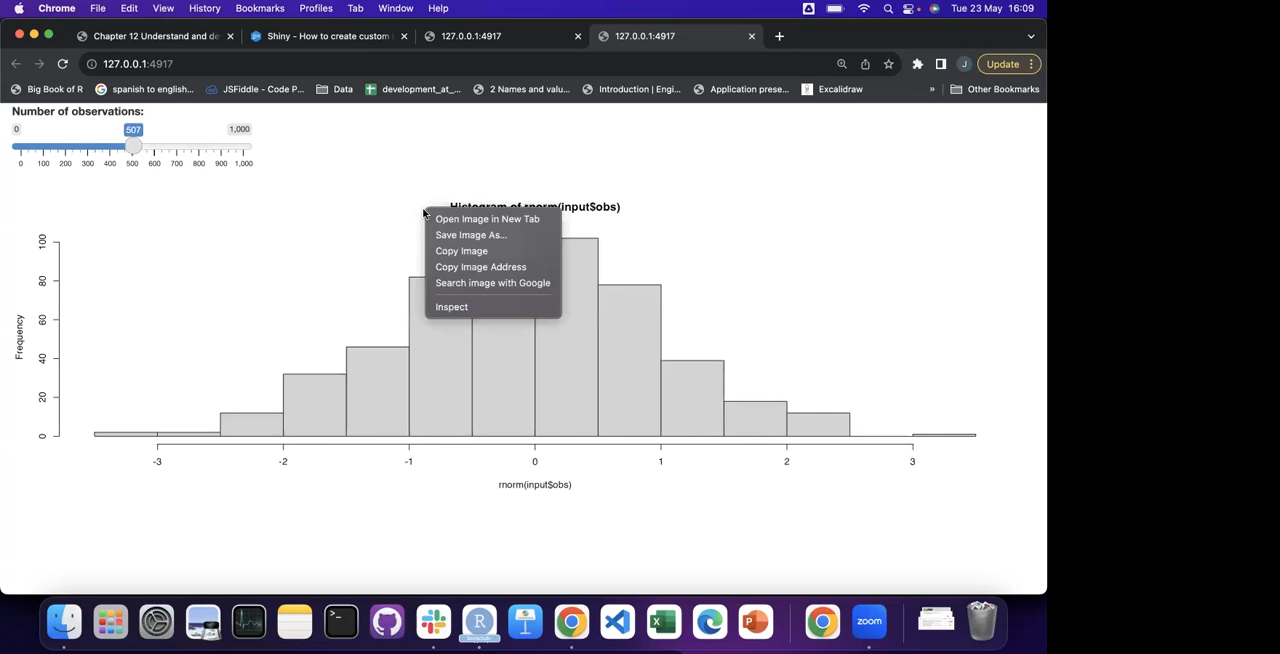 Chrome File Edit View History Bookmarks Profiles Tab Window Help Tue 23 May 16:09
Chapter 12 Understand and de Shiny - How to create custom i 127.0.0.1:4917 127.0.0.1:4917
127.0.0.1:4917 J Update
Big Book of R spanish to english... JSFiddle - Code P... Data development_at_... 2 Names and valu... Introduction | Engi... Application prese... Excalidraw » Other Bookmarks
Number of observations:
0 507 1,000
0 100 200 300 400 500 600 700 800 900 1,000
Histogram of rnorm(input$obs)
Open Image in New Tab
Save Image As...
Copy Image
Copy Image Address
Search image with Google
Inspect
Frequency
100
80
60
40
20
0
-3 -2 -1 0 1 2 3
rnorm(input$obs)
R
X
P
zoom